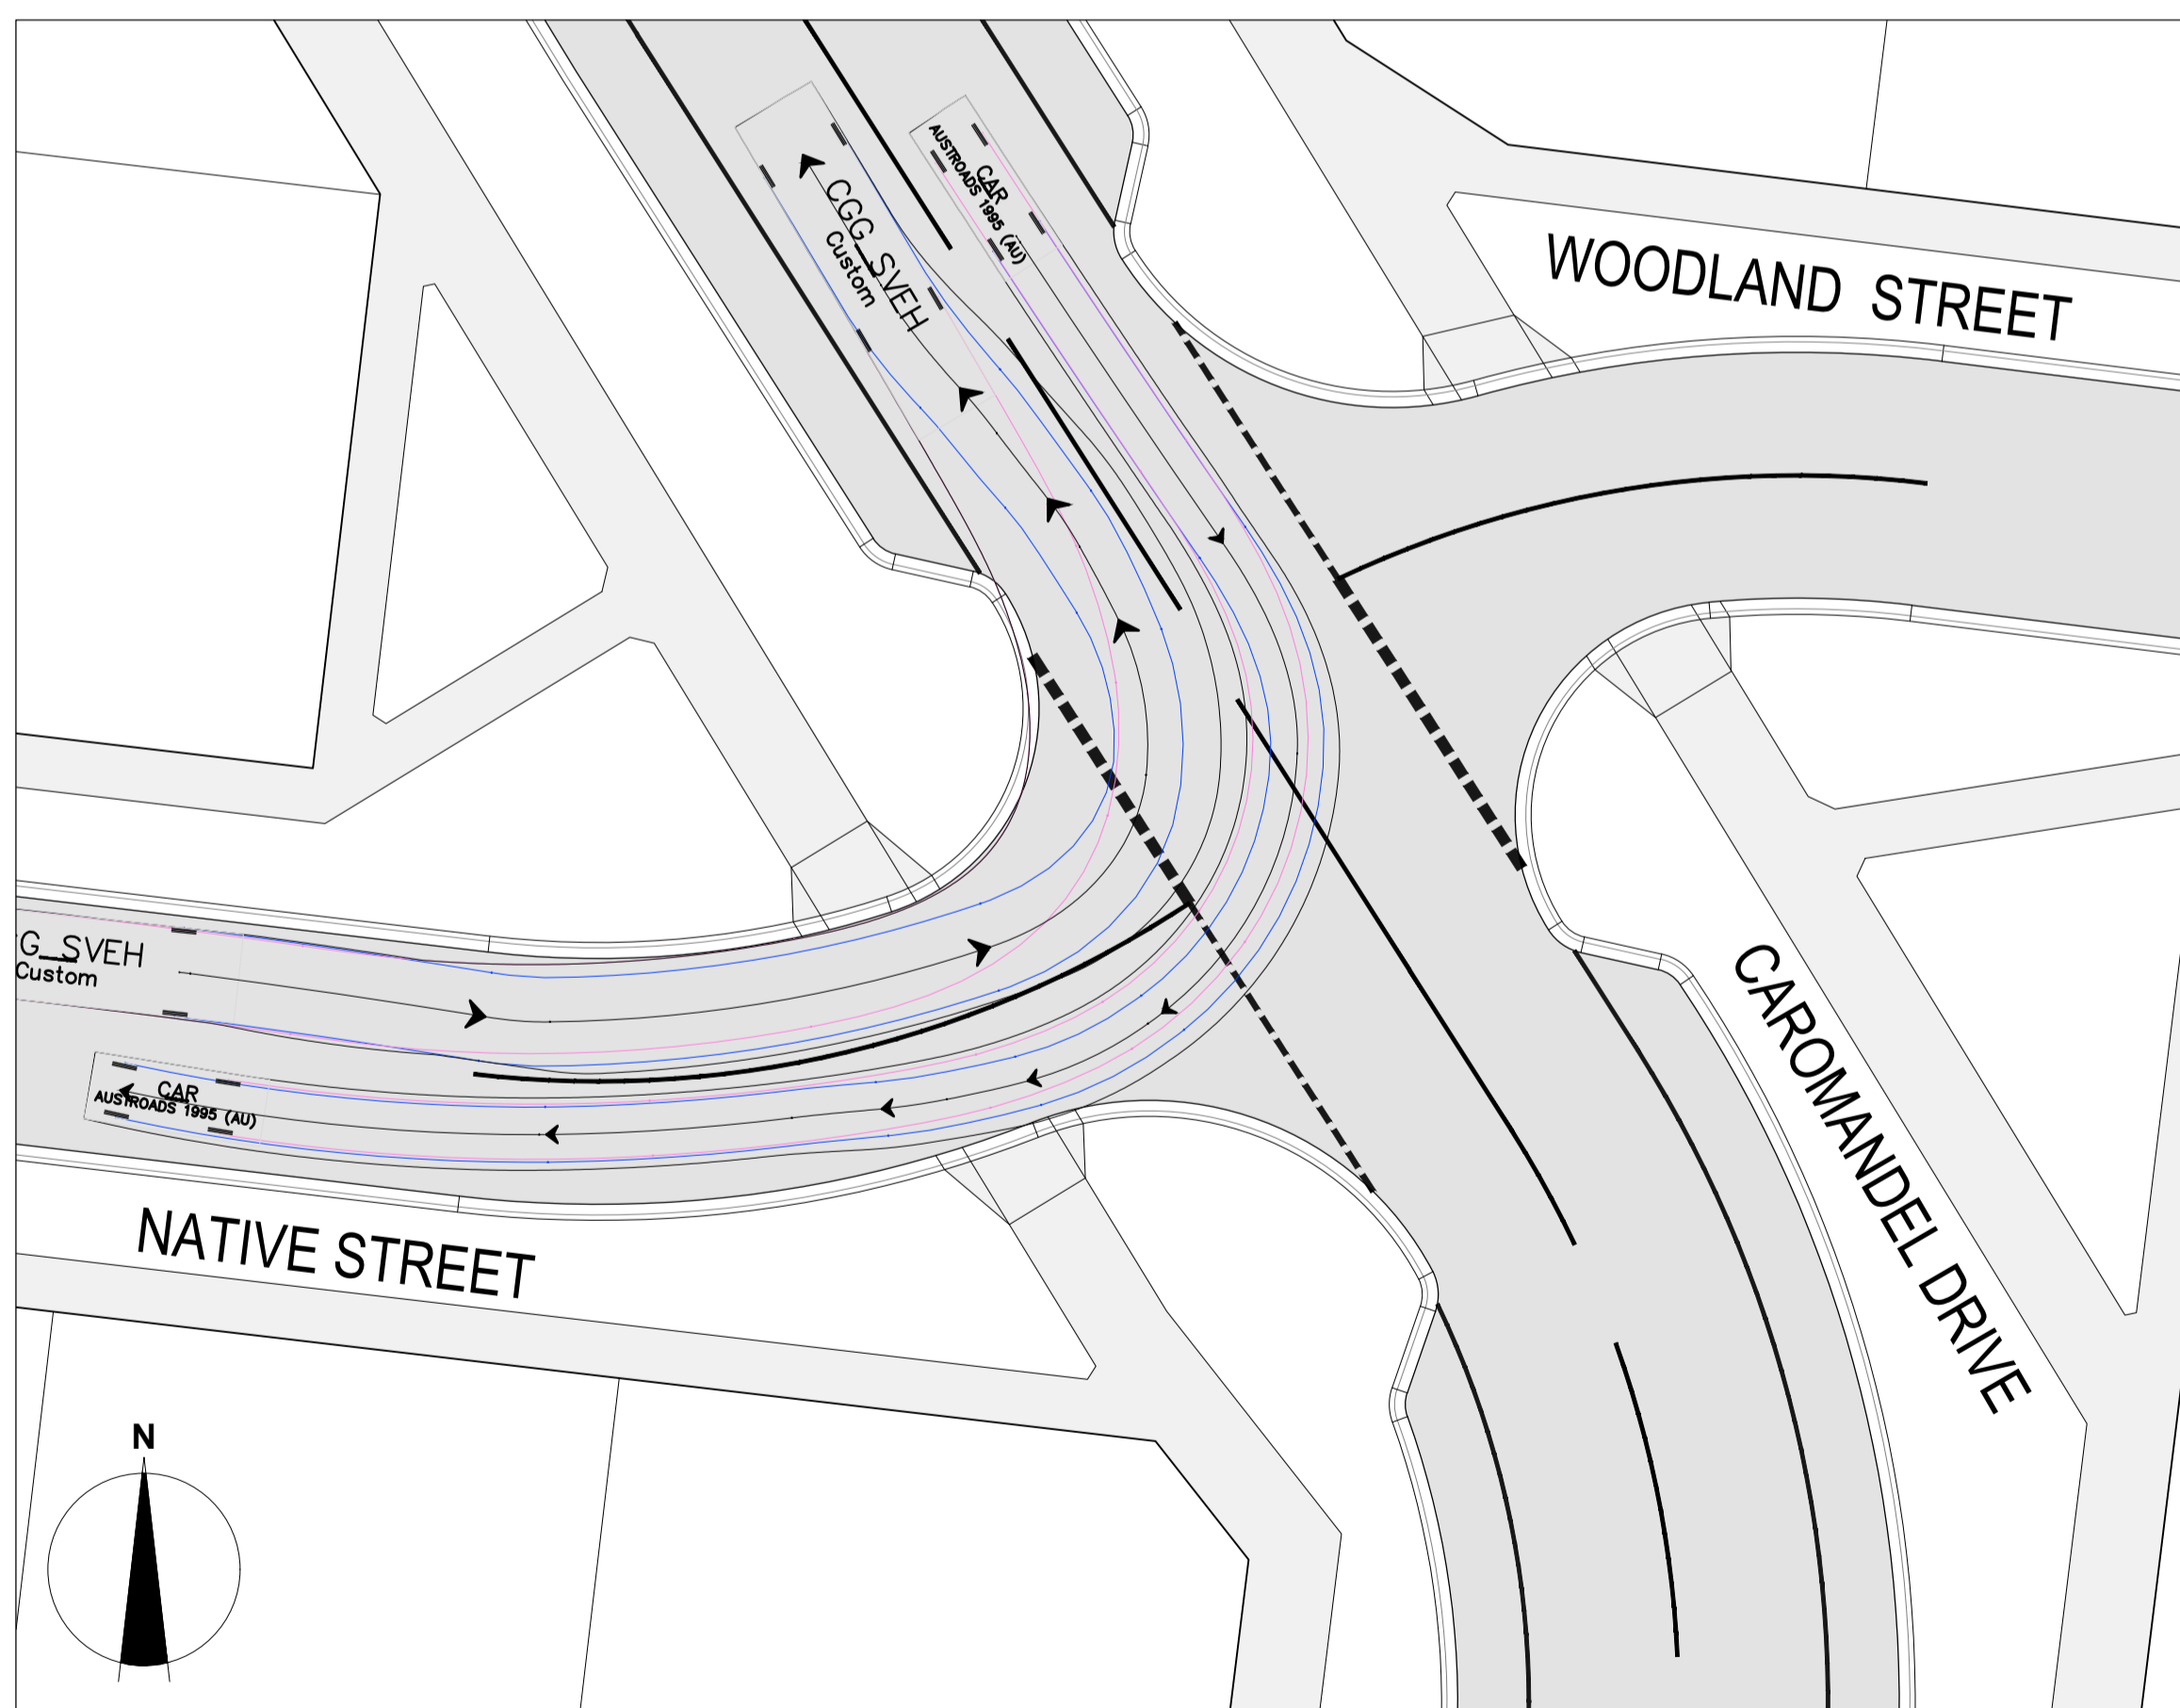 CAR
AUSTROADS 1995 (AU)
CGG_SVEH
Custom
WOODLAND STREET
G_SVEH
Custom
CAR
AUSTROADS 1995 (AU)
NATIVE STREET
CAROMANDEL DRIVE
N